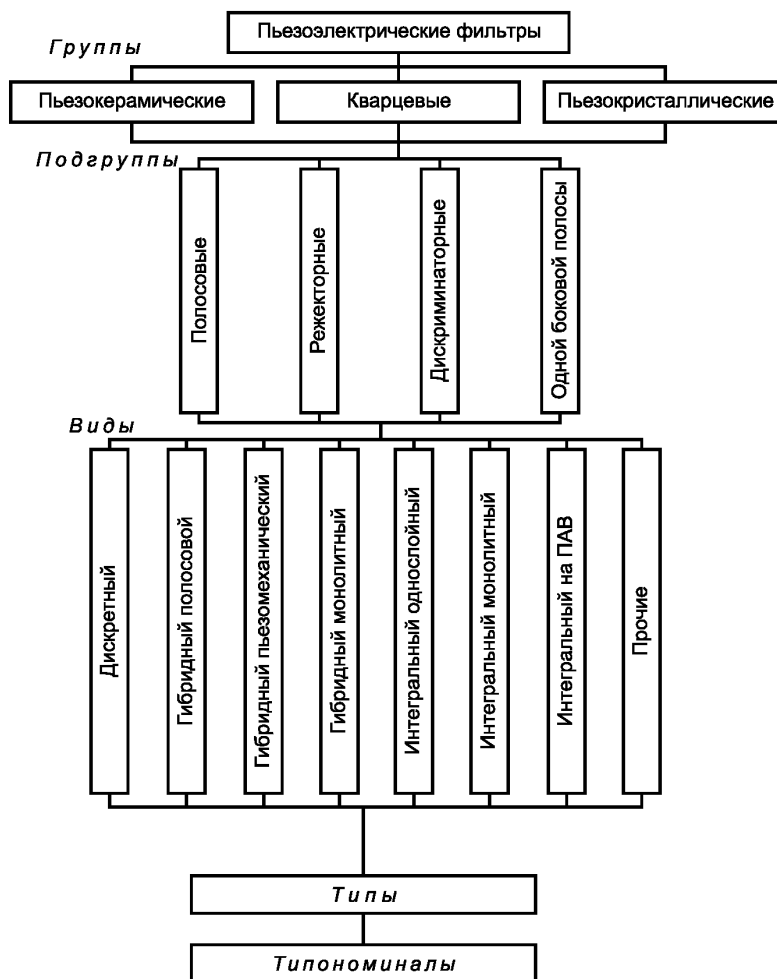 Пьезоэлектрические фильтры
Группы
Пьезокерамические
Кварцевые
Пьезокристаллические
Подгруппы
Полосовые
Режекторные
Дискриминаторные
Одной боковой полосы
Виды
Дискретный
Гибридный полосовой
Гибридный пьезомеханический
Гибридный монолитный
Интегральный однослойный
Интегральный монолитный
Интегральный на ПАВ
Прочие
Типы
Типономиналы